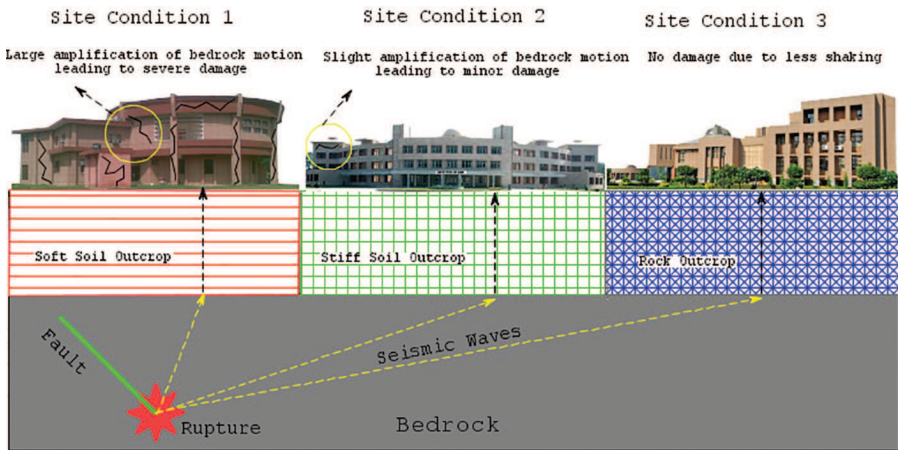 Site Condition 1
Large amplification of bedrock motion
leading to severe damage
Site Condition 2
Slight amplification of bedrock motion
leading to minor damage
Site Condition 3
No damage due to less shaking
Soft Soil Outcrop
Stiff Soil Outcrop
Rock Outcrop
Fault
Rupture
Seismic Waves
Bedrock